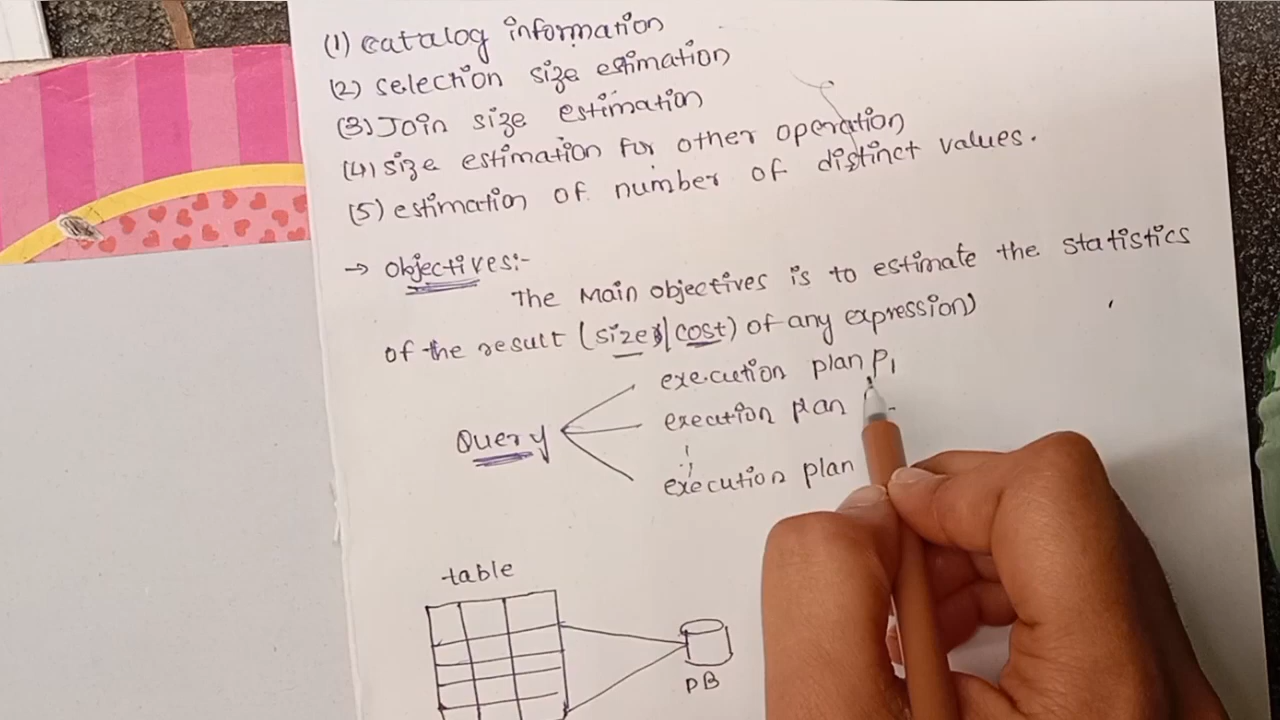 (1) catalog information
(2) selection size estimation
(3) Join size estimation
(4) size estimation for other operation
(5) estimation of number of distinct values.
→ objectives:-
The Main objectives is to estimate the statistics
of the result (size|cost) of any expression)
Query
execution plan P1
execution plan
execution plan
table
DB